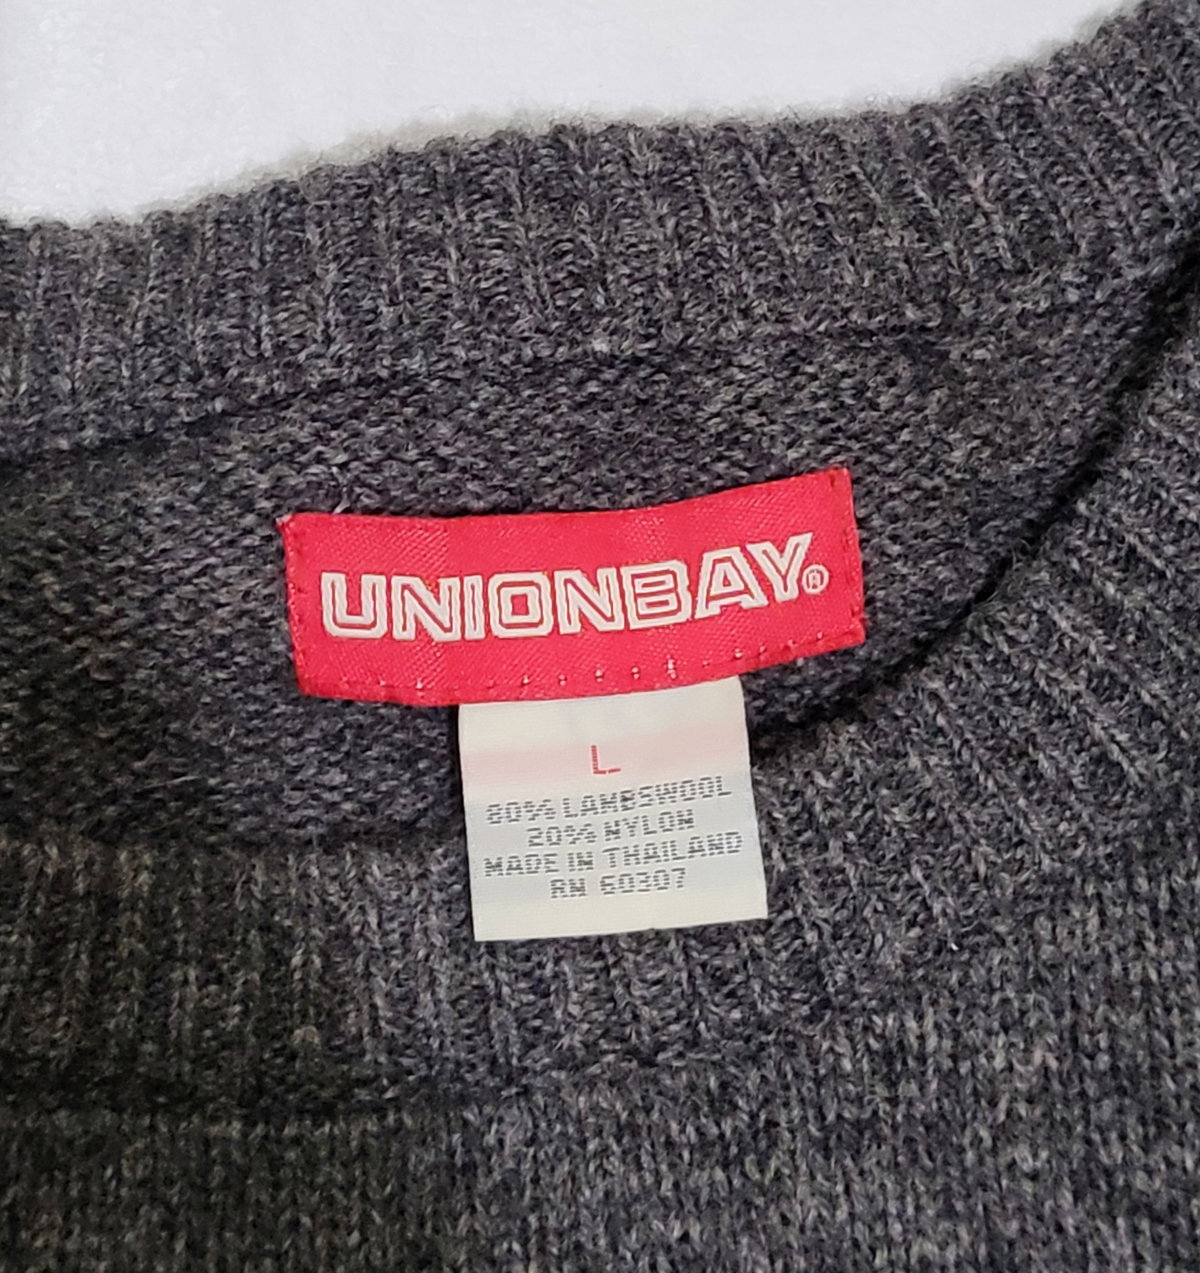 UNIONBAY®
L
80% LAMBSWOOL
20% NYLON
MADE IN THAILAND
RN 60307